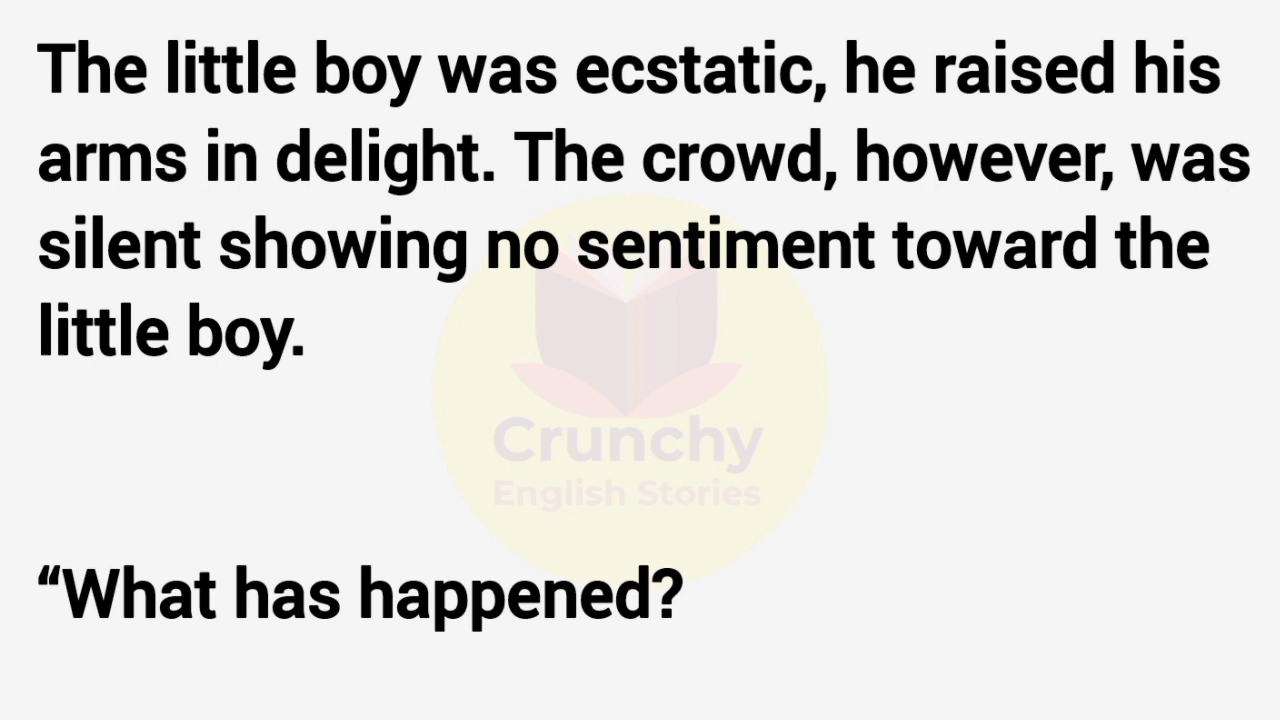 The little boy was ecstatic, he raised his
arms in delight. The crowd, however, was
silent showing no sentiment toward the
little boy.
Crunchy
English Stories
“What has happened?